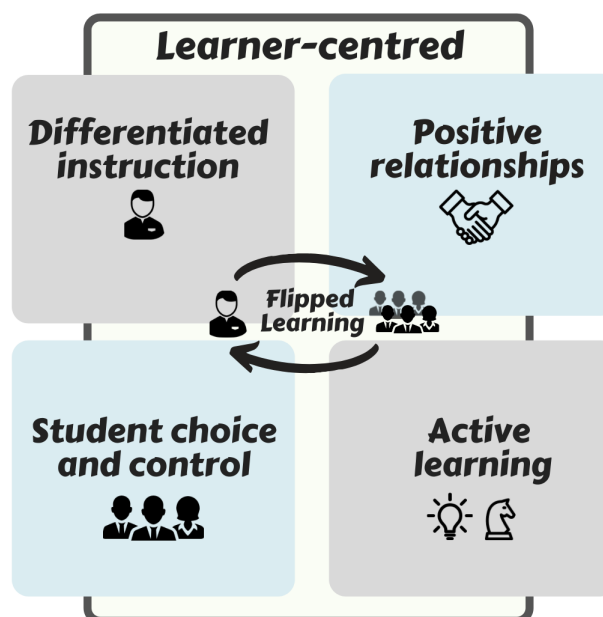 Learner-centred
Differentiated
instruction
Positive
relationships
Flipped
Learning
Student choice
and control
Active
learning